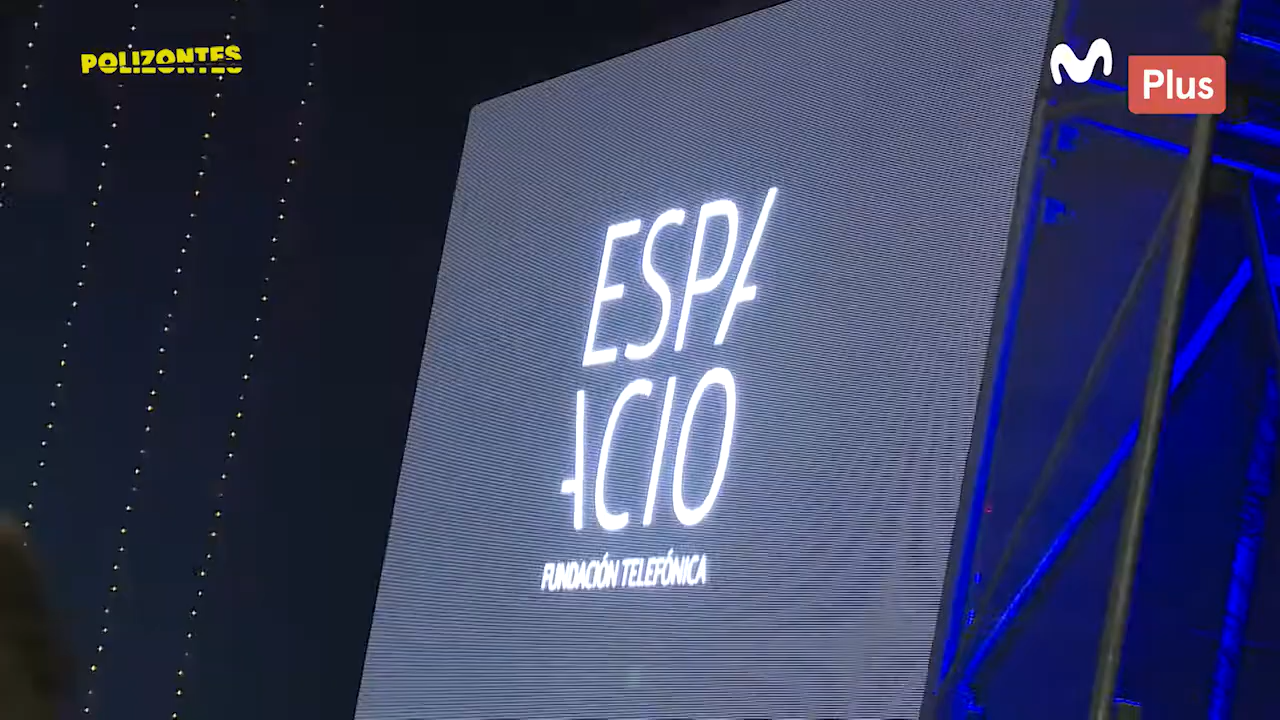 POLIZONTES
Plus
ESPA
ACIO
FUNDACIÓN TELEFÓNICA